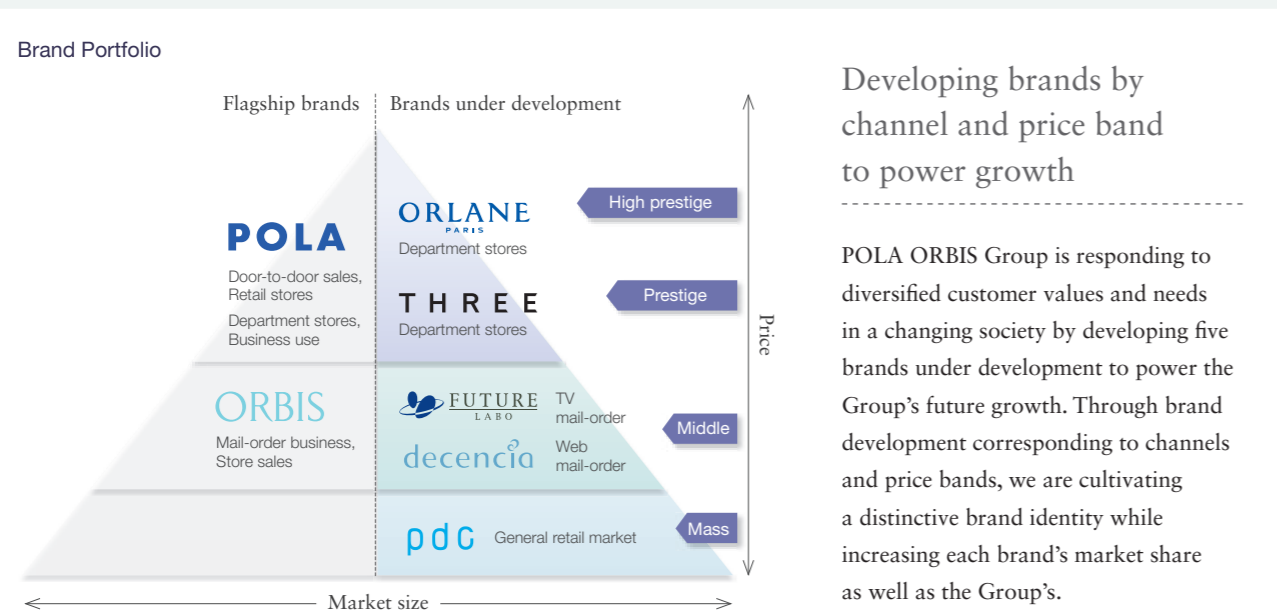 Brand Portfolio
Flagship brands
Brands under development
POLA
Door-to-door sales,
Retail stores
Department stores,
Business use
ORLANE
PARIS
Department stores
High prestige
THREE
Department stores
Prestige
Price
ORBIS
Mail-order business,
Store sales
FUTURE
LABO
TV
mail-order
decencia
Web
mail-order
Middle
pdc
General retail market
Mass
Market size
Developing brands by
channel and price band
to power growth
POLA ORBIS Group is responding to
diversified customer values and needs
in a changing society by developing five
brands under development to power the
Group's future growth. Through brand
development corresponding to channels
and price bands, we are cultivating
a distinctive brand identity while
increasing each brand's market share
as well as the Group's.